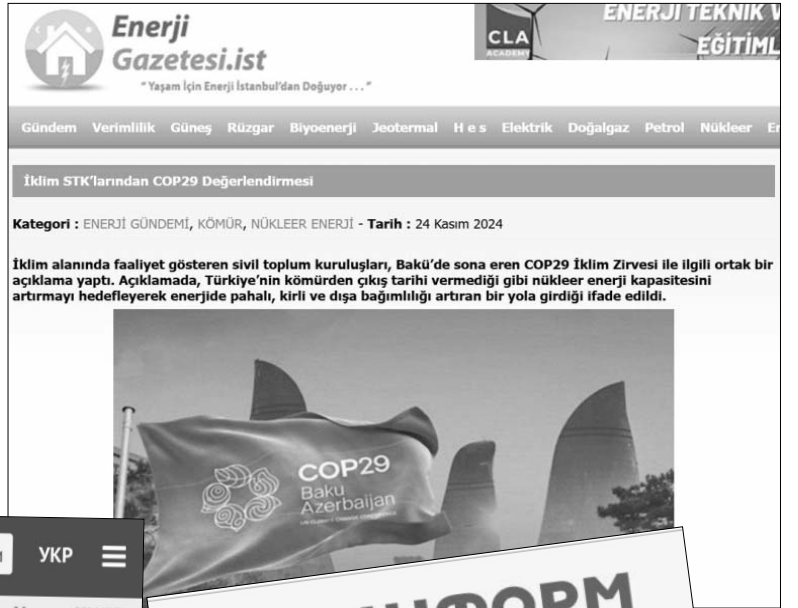 Enerji
Gazetesi.ist
" Yaşam İçin Enerji İstanbul'dan Doğuyor . . . "
CLA
ACADEMY
ENERJİ TEKNİK V
EĞİTİML
Gündem Verimlilik Güneş Rüzgar Biyoenerji Jeotermal H e s Elektrik Doğalgaz Petrol Nükleer En
İklim STK'larından COP29 Değerlendirmesi
Kategori : ENERJİ GÜNDEMİ, KÖMÜR, NÜKLEER ENERJİ - Tarih : 24 Kasım 2024
İklim alanında faaliyet gösteren sivil toplum kuruluşları, Bakü'de sona eren COP29 İklim Zirvesi ile ilgili ortak bir
açıklama yaptı. Açıklamada, Türkiye'nin kömürden çıkış tarihi vermediği gibi nükleer enerji kapasitesini
artırmayı hedefleyerek enerjide pahalı, kirli ve dışa bağımlılığı artıran bir yola girdiği ifade edildi.
COP29
Baku
Azerbaijan
УКР
ФОРМ